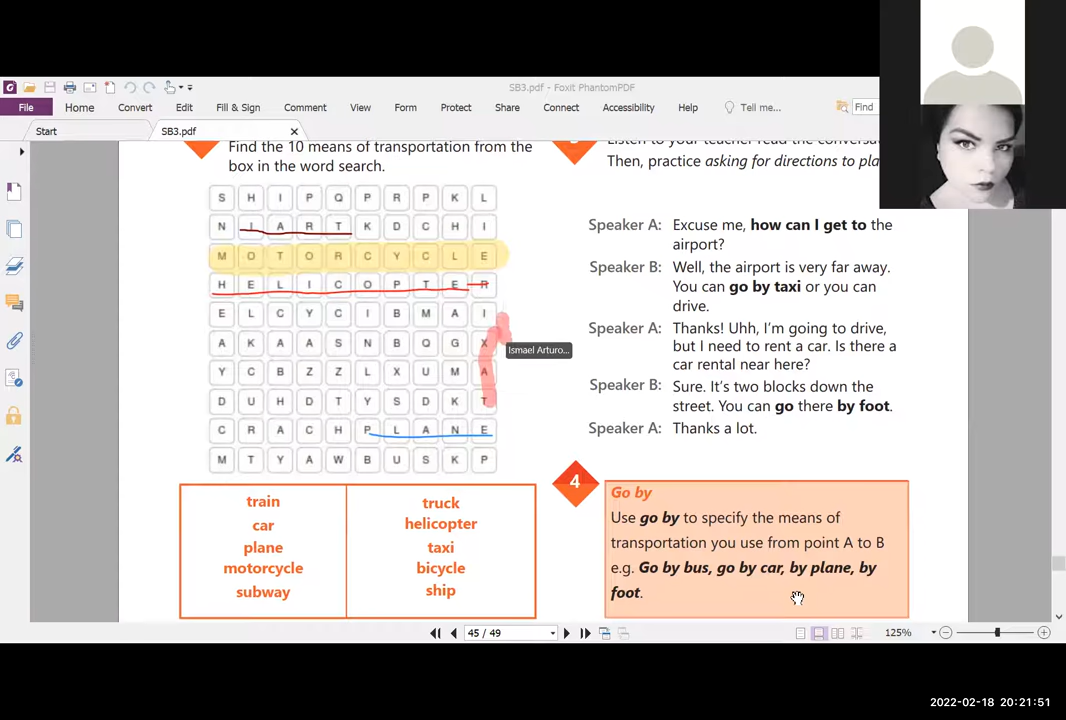 SB3.pdf - Foxit PhantomPDF
File Home Convert Edit Fill & Sign Comment View Form Protect Share Connect Accessibility Help Tell me... Find
Start SB3.pdf
Find the 10 means of transportation from the
box in the word search.
S H I P Q P R P K L
N I A R T K D C H I
M O T O R C Y C L E
H E L I C O P T E R
E L C Y C I B M A I
A K A A S N B Q G X
Y C B Z Z L X U M A
D U H D T Y S D K T
C R A C H P L A N E
M T Y A W B U S K P
Ismael Arturo...
train
car
plane
motorcycle
subway
truck
helicopter
taxi
bicycle
ship
Listen to your teacher read the conversa
Then, practice asking for directions to pla
Speaker A: Excuse me, how can I get to the
airport?
Speaker B: Well, the airport is very far away.
You can go by taxi or you can
drive.
Speaker A: Thanks! Uhh, I'm going to drive,
but I need to rent a car. Is there a
car rental near here?
Speaker B: Sure. It's two blocks down the
street. You can go there by foot.
Speaker A: Thanks a lot.
4
Go by
Use go by to specify the means of
transportation you use from point A to B
e.g. Go by bus, go by car, by plane, by
foot.
45 / 49
125%
2022-02-18 20:21:51